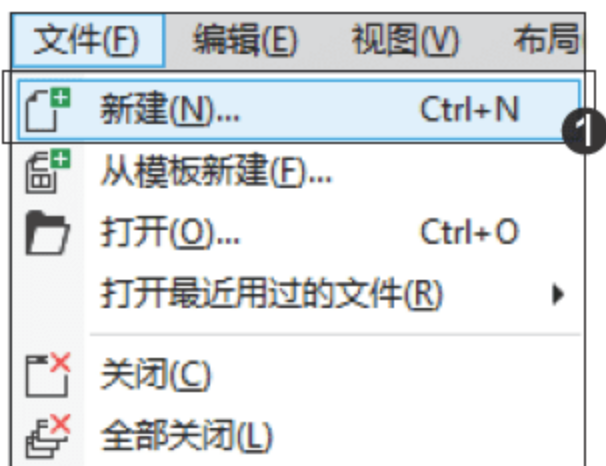 文件(F) 编辑(E) 视图(V) 布局
新建(N)... Ctrl+N
1
从模板新建(F)...
打开(O)... Ctrl+O
打开最近用过的文件(R)
关闭(C)
全部关闭(L)